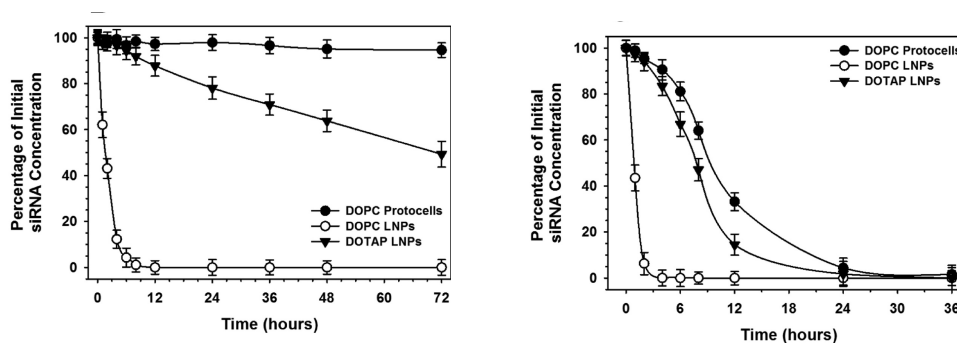 Percentage of Initial
siRNA Concentration
100
80
60
40
20
0
DOPC Protocells
DOPC LNPs
DOTAP LNPs
0 12 24 36 48 60 72
Time (hours)
Percentage of Initial
siRNA Concentration
100
80
60
40
20
0
DOPC Protocells
DOPC LNPs
DOTAP LNPs
0 6 12 18 24 30 36
Time (hours)